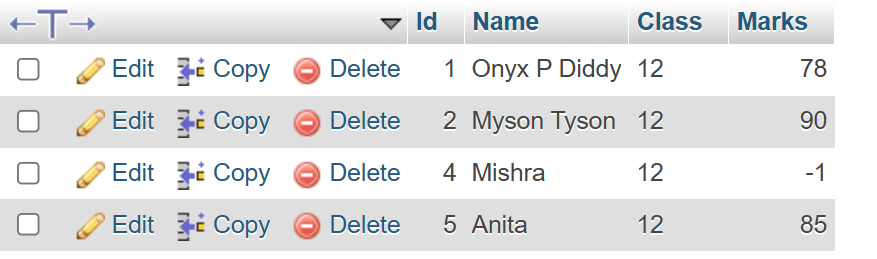 Id Name Class Marks
Edit Copy Delete 1 Onyx P Diddy 12 78
Edit Copy Delete 2 Myson Tyson 12 90
Edit Copy Delete 4 Mishra 12 -1
Edit Copy Delete 5 Anita 12 85